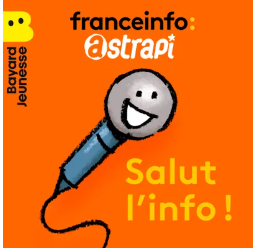 franceinfo:
astrapi
Bayard
Jeunesse
Salut
l'info !